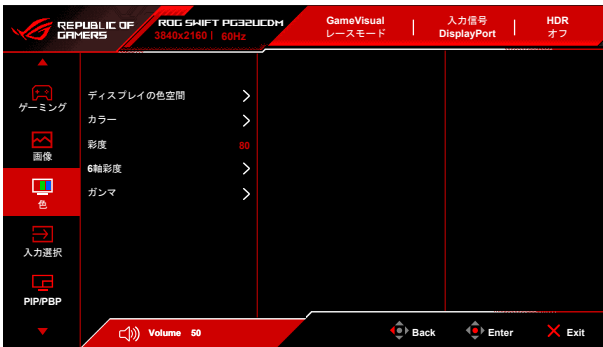 REPUBLIC OF
GAMERS
ROG SWIFT PG32UCDM
3840x2160 | 60Hz
GameVisual
レースモード
入力信号
DisplayPort
HDR
オフ
ゲーミング
画像
色
入力選択
PIP/PBP
ディスプレイの色空間
カラー
彩度 80
6軸彩度
ガンマ
Volume 50
Back
Enter
Exit